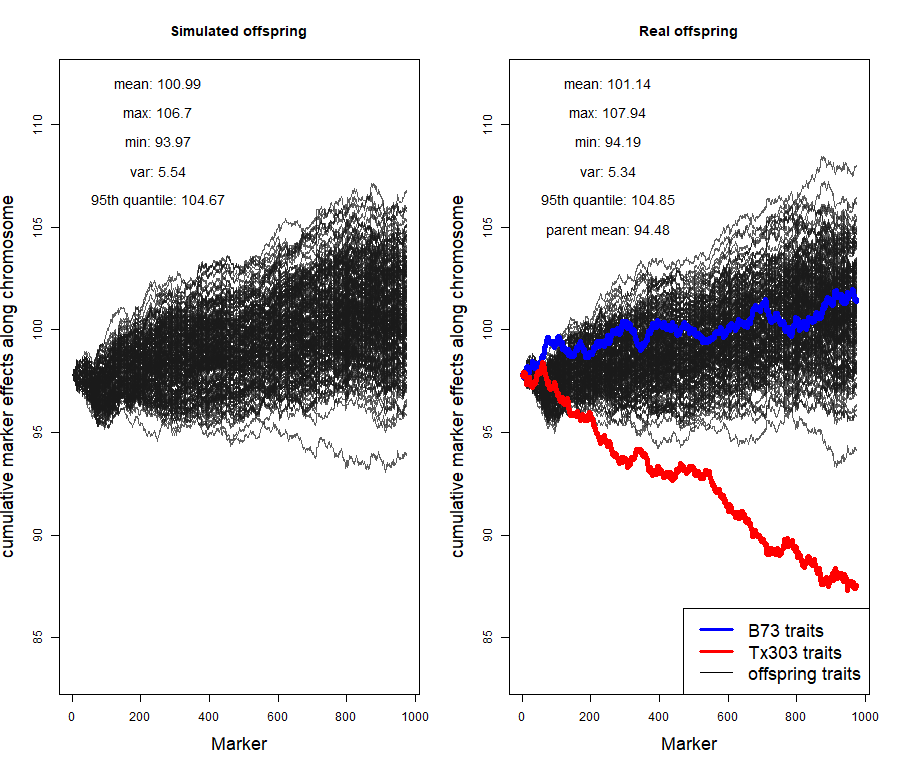 Simulated offspring
mean: 100.99
max: 106.7
min: 93.97
var: 5.54
95th quantile: 104.67
cumulative marker effects along chromosome
110
105
100
95
90
85
0 200 400 600 800 1000
Marker
Real offspring
mean: 101.14
max: 107.94
min: 94.19
var: 5.34
95th quantile: 104.85
parent mean: 94.48
cumulative marker effects along chromosome
110
105
100
95
90
85
B73 traits
Tx303 traits
offspring traits
0 200 400 600 800 1000
Marker